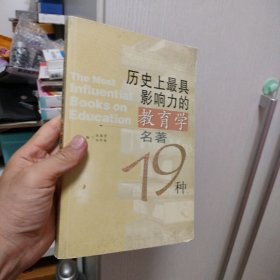 The Most
Influential
Books on
Education
历史上最具
影响力的
教育学
名著
19
种